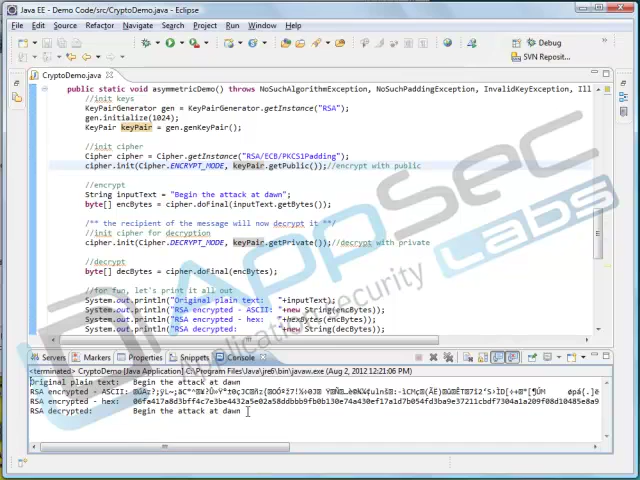 Java EE - Demo Code/src/CryptoDemo.java - Eclipse
File Edit Source Refactor Navigate Search Project Run Window Help
Debug
SVN Reposit...
CryptoDemo.java
public static void asymmetricDemo() throws NoSuchAlgorithmException, NoSuchPaddingException, InvalidKeyException, Ill
//init keys
KeyPairGenerator gen = KeyPairGenerator.getInstance("RSA");
gen.initialize(1024);
KeyPair keyPair = gen.genKeyPair();
//init cipher
Cipher cipher = Cipher.getInstance("RSA/ECB/PKCS1Padding");
cipher.init(Cipher.ENCRYPT_MODE, keyPair.getPublic());//encrypt with public
//encrypt
String inputText = "Begin the attack at dawn";
byte[] encBytes = cipher.doFinal(inputText.getBytes());
/** the recipient of the message will now decrypt it **/
//init cipher for decryption
cipher.init(Cipher.DECRYPT_MODE, keyPair.getPrivate());//decrypt with private
//decrypt
byte[] decBytes = cipher.doFinal(encBytes);
//for fun, let's print it all out
System.out.println("Original plain text: "+inputText);
System.out.println("RSA encrypted - ASCII: "+new String(encBytes));
System.out.println("RSA encrypted - hex: "+hexBytes(encBytes));
System.out.println("RSA decrypted: "+new String(decBytes));
AppSec Labs
Application Security
Servers Markers Properties Snippets Console
<terminated> CryptoDemo [Java Application] C:\Program Files\Java\jre6\bin\javaw.exe (Aug 2, 2012 12:21:06 PM)
Original plain text: Begin the attack at dawn
RSA encrypted - ASCII:
RSA encrypted - hex:
RSA decrypted: Begin the attack at dawn